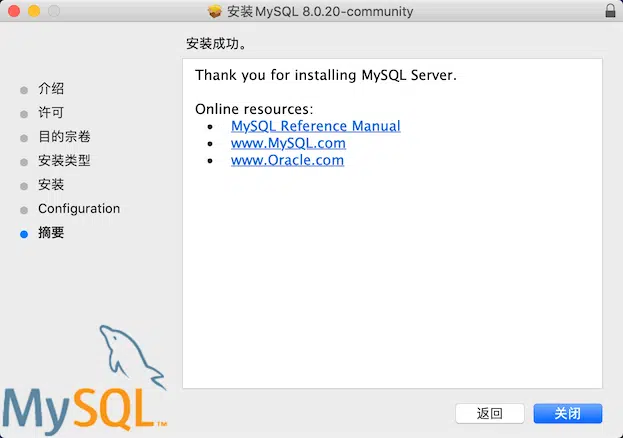 安装MySQL 8.0.20-community
安装成功。
介绍
许可
目的宗卷
安装类型
安装
Configuration
摘要
Thank you for installing MySQL Server.
Online resources:
• MySQL Reference Manual
• www.MySQL.com
• www.Oracle.com
MySQL™
返回
关闭